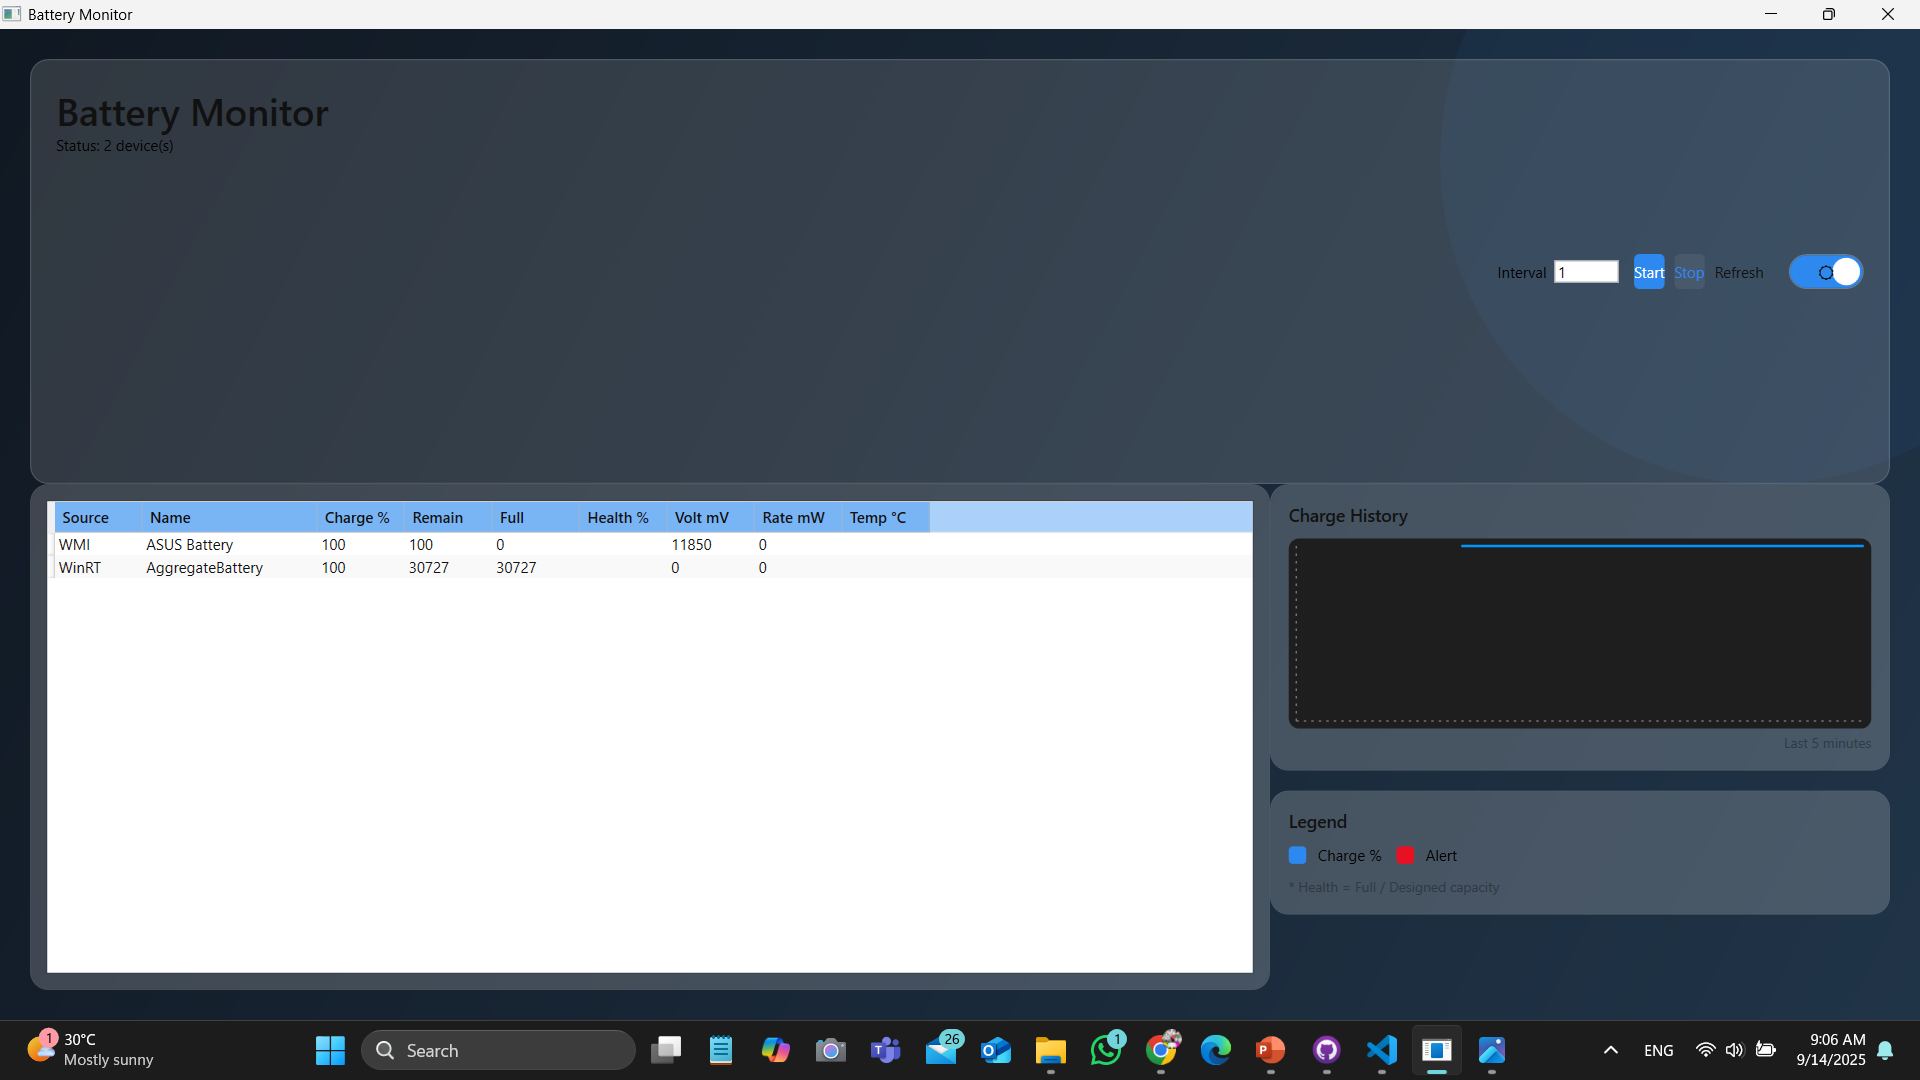 Battery Monitor
Battery Monitor
Status: 2 device(s)
Interval 1 Start Stop Refresh
Source Name Charge % Remain Full Health % Volt mV Rate mW Temp °C
WMI ASUS Battery 100 100 0 11850 0
WinRT AggregateBattery 100 30727 30727 0 0
Charge History
Last 5 minutes
Legend
Charge % Alert
* Health = Full / Designed capacity
1
30°C
Mostly sunny
Search
26
1
ENG
9:06 AM
9/14/2025